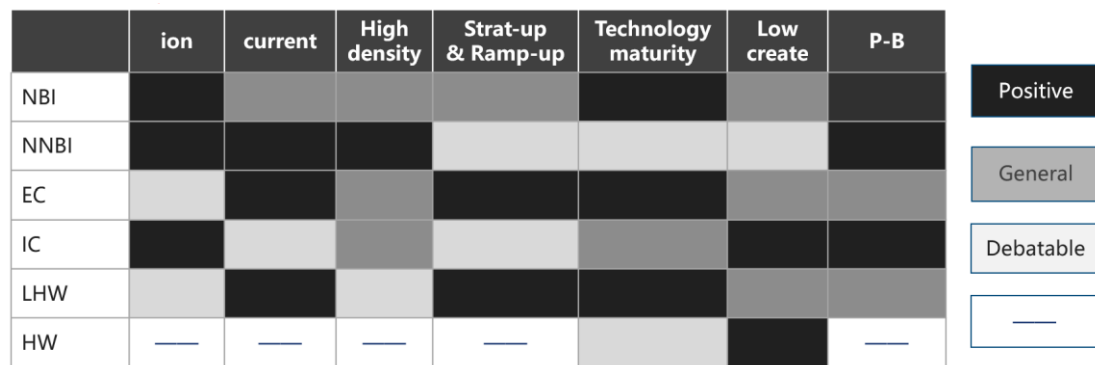 ion current High density Strat-up & Ramp-up Technology maturity Low create P-B
NBI
NNBI
EC
IC
LHW
HW —— —— —— —— ——
Positive
General
Debatable
——